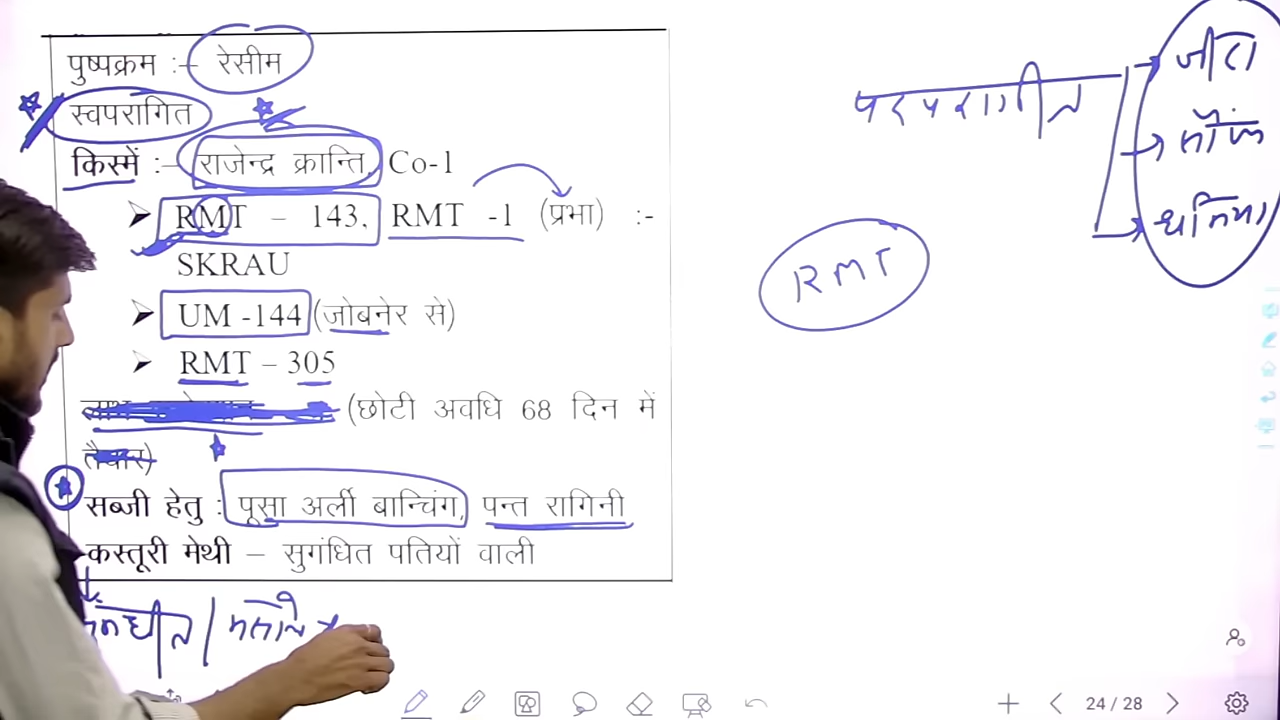 पुष्पक्रम :– रेसीम
स्वपरागित
किस्में :– राजेन्द्र क्रान्ति, Co-1
RMT – 143, RMT -1 (प्रभा) :-
SKRAU
UM -144 (जोबनेर से)
RMT – 305
(छोटी अवधि 68 दिन में
तैयार)
सब्जी हेतु : पूसा अर्ली बान्चिंग, पन्त रागिनी
कस्तूरी मेथी – सुगंधित पतियों वाली
परपरागीत
जीरा
सौंफ
धनिया
RMT
24 / 28